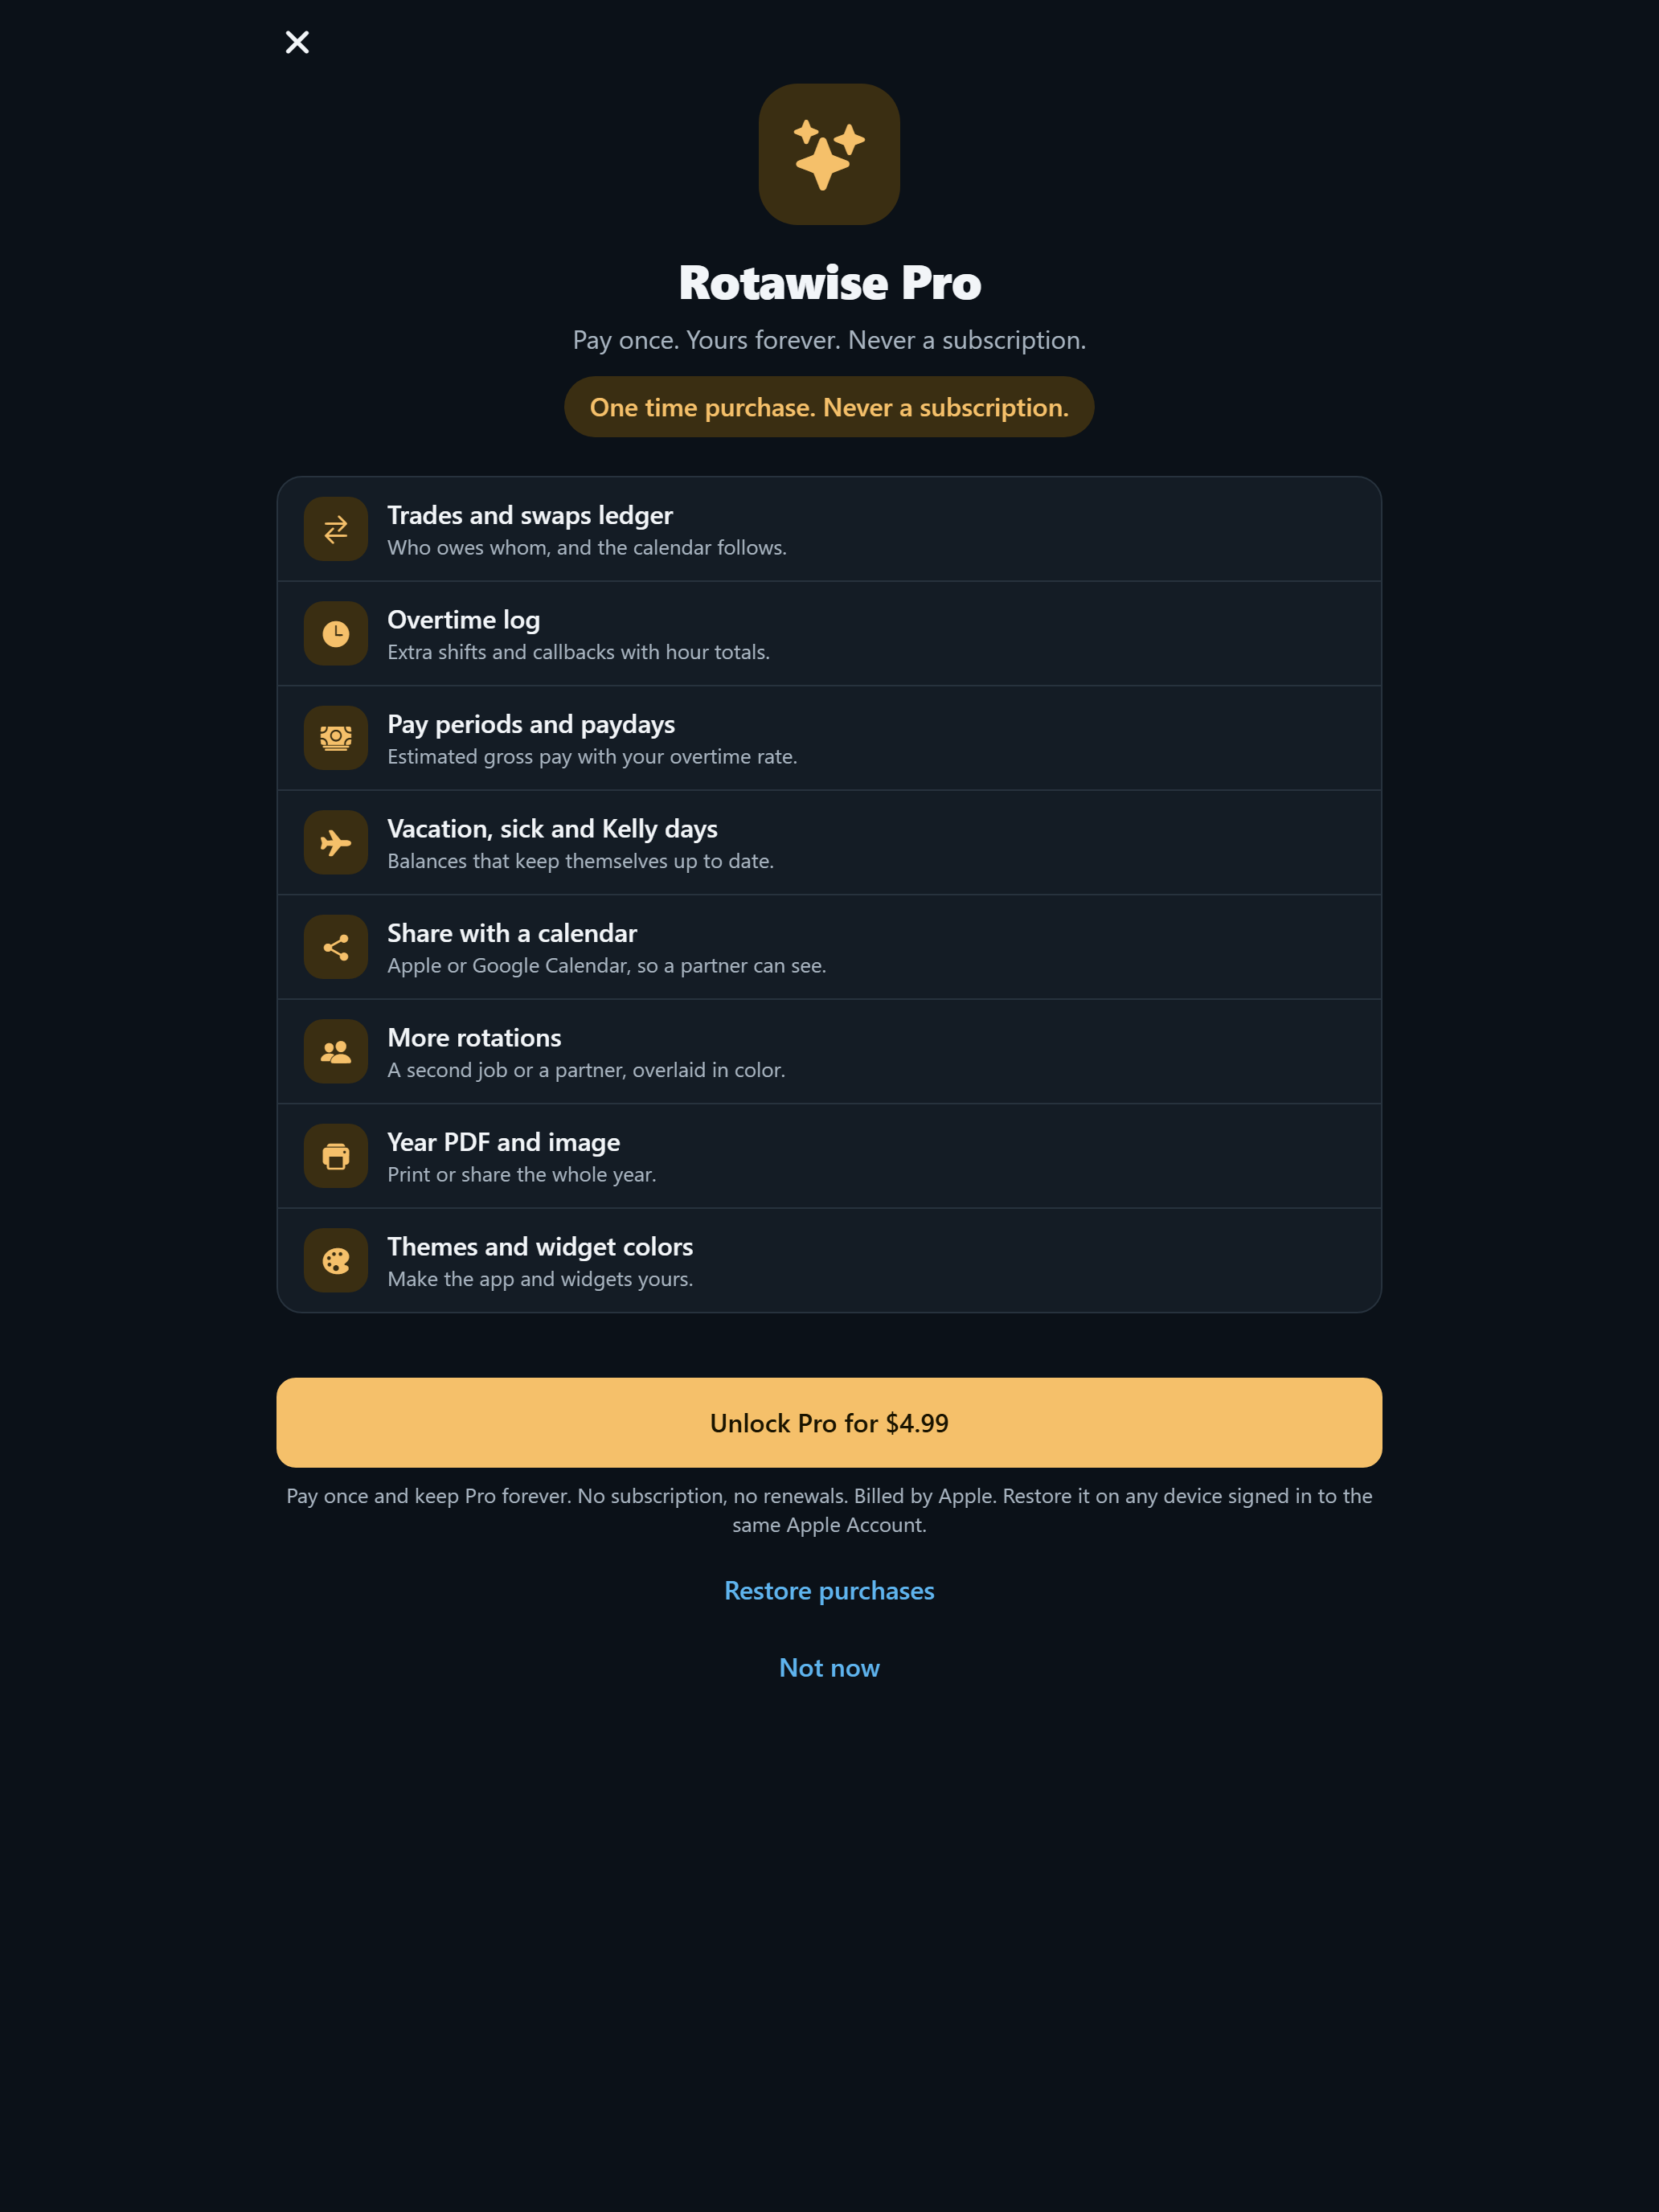 Rotawise Pro
Pay once. Yours forever. Never a subscription.
One time purchase. Never a subscription.
Trades and swaps ledger
Who owes whom, and the calendar follows.
Overtime log
Extra shifts and callbacks with hour totals.
Pay periods and paydays
Estimated gross pay with your overtime rate.
Vacation, sick and Kelly days
Balances that keep themselves up to date.
Share with a calendar
Apple or Google Calendar, so a partner can see.
More rotations
A second job or a partner, overlaid in color.
Year PDF and image
Print or share the whole year.
Themes and widget colors
Make the app and widgets yours.
Unlock Pro for $4.99
Pay once and keep Pro forever. No subscription, no renewals. Billed by Apple. Restore it on any device signed in to the
same Apple Account.
Restore purchases
Not now